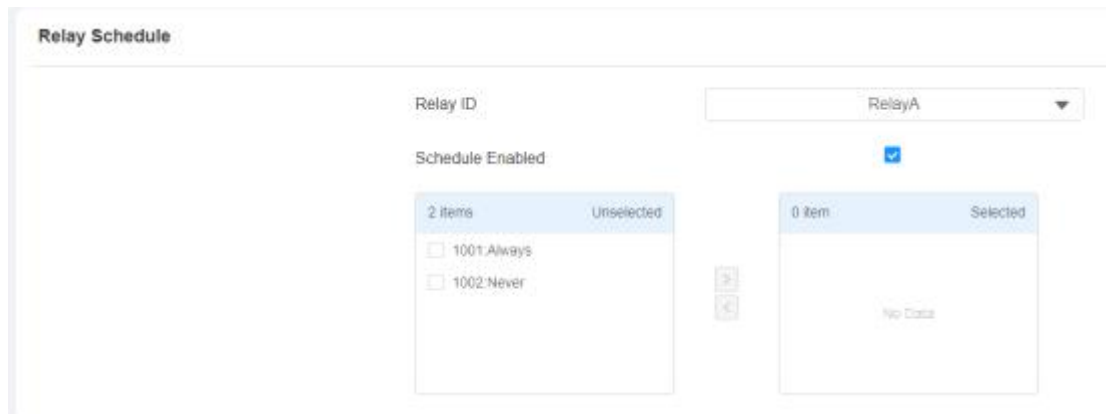 Relay Schedule
Relay ID
RelayA
Schedule Enabled
2 items Unselected
0 item Selected
1001:Always
1002:Never
>
<
No Data